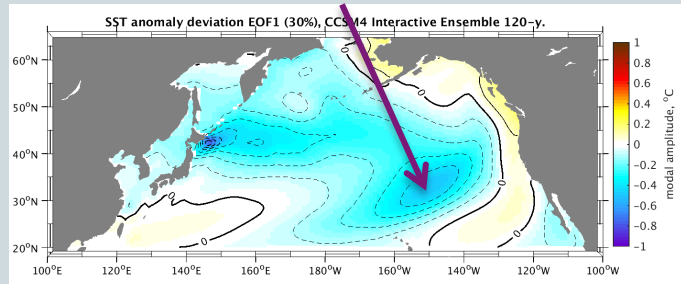 SST anomaly deviation EOF1 (30%), CCSM4 Interactive Ensemble 120-y.
60°N
50°N
40°N
30°N
20°N
100°E 120°E 140°E 160°E 180°W 160°W 140°W 120°W 100°W
0
0
0
0
0
0
1
0.8
0.6
0.4
0.2
0
-0.2
-0.4
-0.6
-0.8
-1
modal amplitude, °C